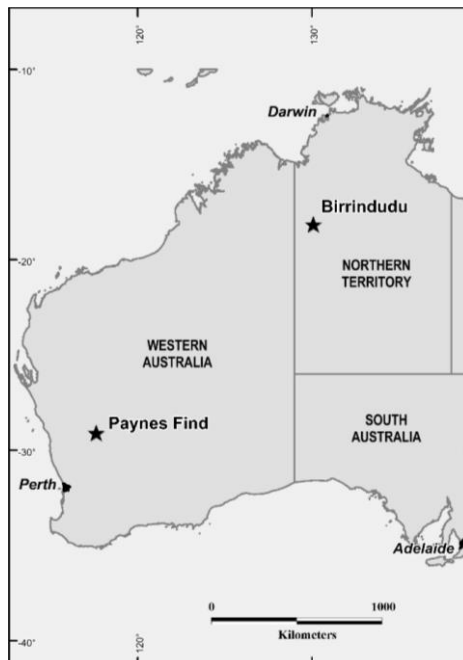 120°
130°
-10°
Darwin
Birrindudu
-20°
NORTHERN
TERRITORY
WESTERN
AUSTRALIA
Paynes Find
SOUTH
AUSTRALIA
-30°
Perth
Adelaide
0
1000
Kilometers
-40°
120°
130°